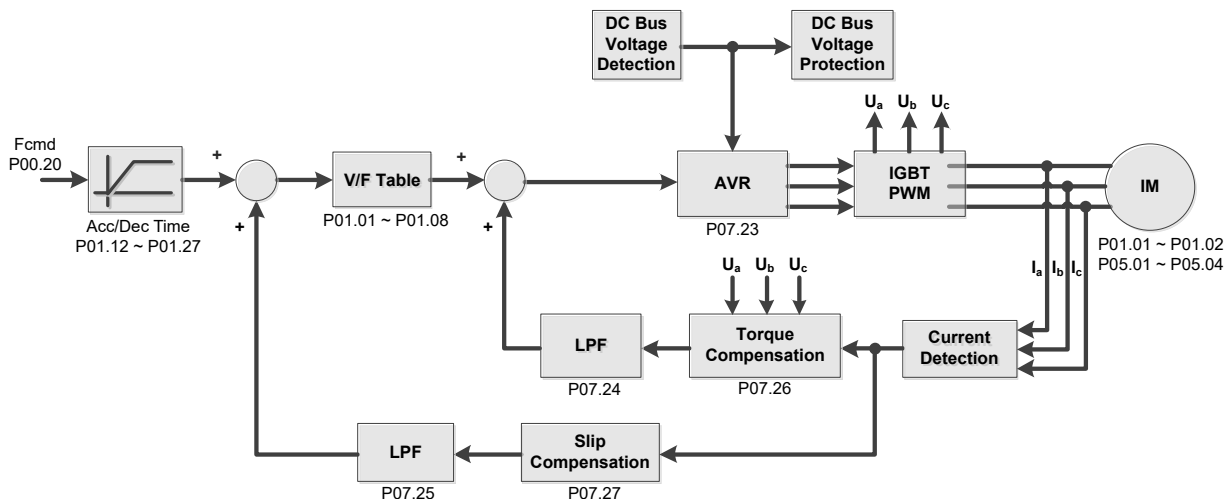 DC Bus
Voltage
Detection
DC Bus
Voltage
Protection
Ua Ub Uc
Fcmd
P00.20
+
+
V/F Table
+
+
AVR
IGBT
PWM
IM
Acc/Dec Time
P01.12 ~ P01.27
P01.01 ~ P01.08
P07.23
P01.01 ~ P01.02
P05.01 ~ P05.04
Ua Ub Uc
Ia Ib Ic
LPF
Torque
Compensation
Current
Detection
P07.24
P07.26
LPF
Slip
Compensation
P07.25
P07.27